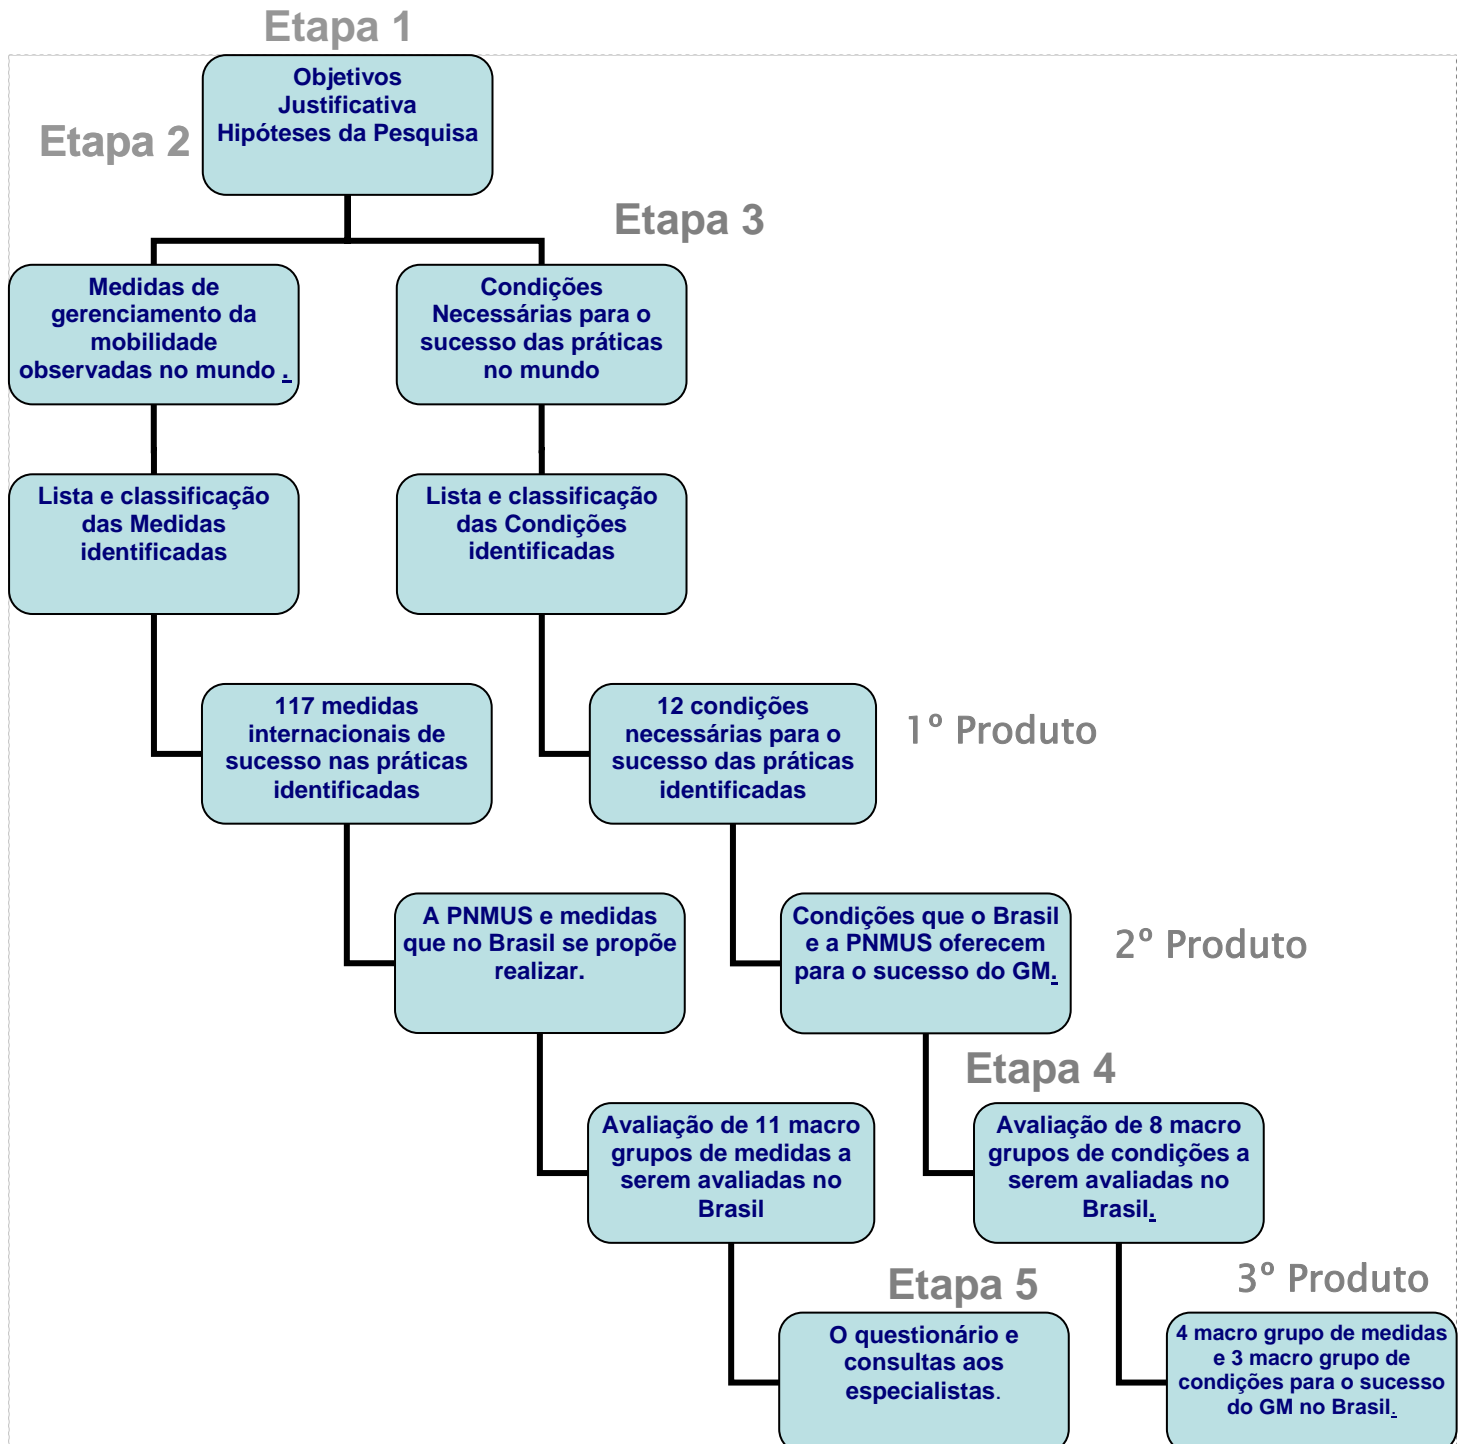 Etapa 1
Objetivos
Justificativa
Hipóteses da Pesquisa
Etapa 2
Etapa 3
Medidas de
gerenciamento da
mobilidade
observadas no mundo .
Condições
Necessárias para o
sucesso das práticas
no mundo
Lista e classificação
das Medidas
identificadas
Lista e classificação
das Condições
identificadas
117 medidas
internacionais de
sucesso nas práticas
identificadas
12 condições
necessárias para o
sucesso das práticas
identificadas
1º Produto
A PNMUS e medidas
que no Brasil se propõe
realizar.
Condições que o Brasil
e a PNMUS oferecem
para o sucesso do GM.
2º Produto
Etapa 4
Avaliação de 11 macro
grupos de medidas a
serem avaliadas no
Brasil
Avaliação de 8 macro
grupos de condições a
serem avaliadas no
Brasil.
Etapa 5
3º Produto
O questionário e
consultas aos
especialistas.
4 macro grupo de medidas
e 3 macro grupo de
condições para o sucesso
do GM no Brasil.